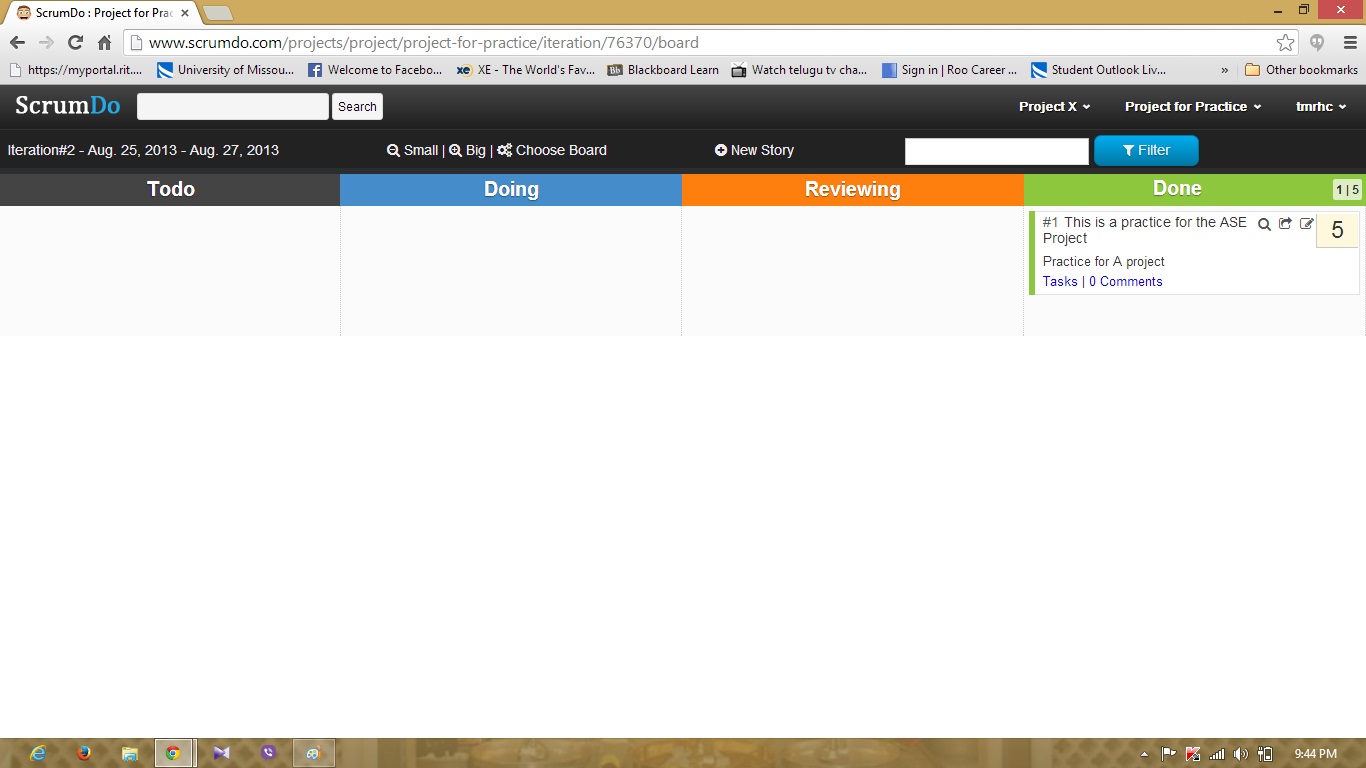 ScrumDo : Project for Prac
www.scrumdo.com/projects/project/project-for-practice/iteration/76370/board
https://myportal.rit.... University of Missou... Welcome to Facebo... XE - The World's Fav... Bb Blackboard Learn Watch telugu tv cha... Sign in | Roo Career ... Student Outlook Liv... » Other bookmarks
ScrumDo Search Project X Project for Practice tmrhc
Iteration#2 - Aug. 25, 2013 - Aug. 27, 2013 Small | Big | Choose Board New Story Filter
Todo Doing Reviewing Done 1 | 5
#1 This is a practice for the ASE Project 5
Practice for A project
Tasks | 0 Comments
9:44 PM